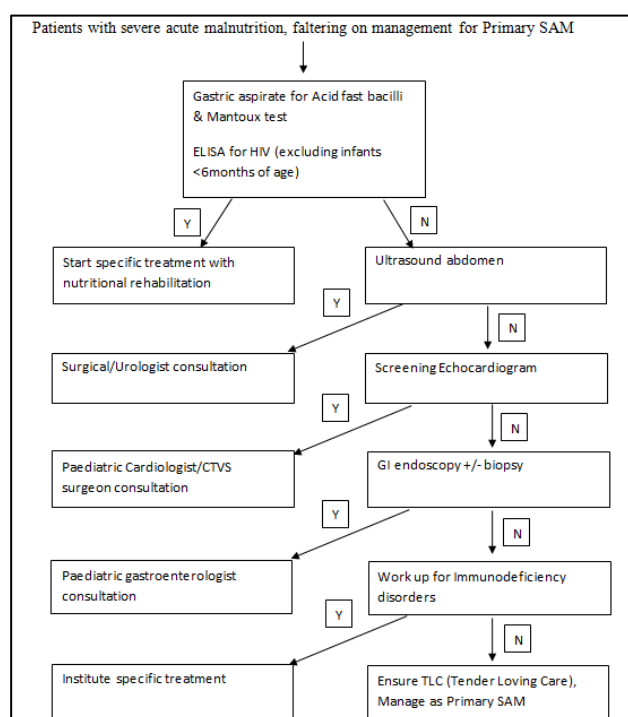 Patients with severe acute malnutrition, faltering on management for Primary SAM
Gastric aspirate for Acid fast bacilli
& Mantoux test
ELISA for HIV (excluding infants
<6months of age)
Y
N
Start specific treatment with
nutritional rehabilitation
Ultrasound abdomen
Y
N
Surgical/Urologist consultation
Screening Echocardiogram
Y
N
Paediatric Cardiologist/CTVS
surgeon consultation
GI endoscopy +/- biopsy
Y
N
Paediatric gastroenterologist
consultation
Work up for Immunodeficiency
disorders
Y
N
Institute specific treatment
Ensure TLC (Tender Loving Care),
Manage as Primary SAM